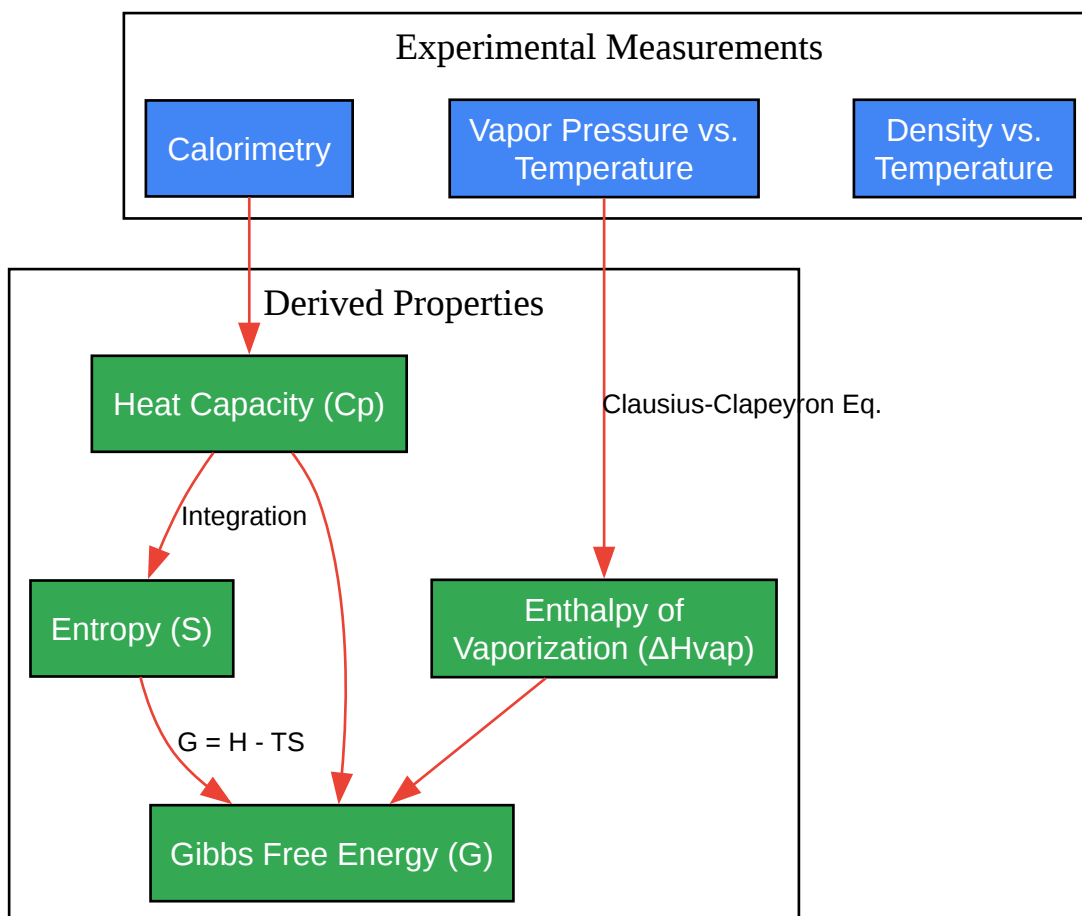 Experimental Measurements
Calorimetry
Vapor Pressure vs.
Temperature
Density vs.
Temperature
Derived Properties
Heat Capacity (Cp)
Clausius-Clapeyron Eq.
Integration
Entropy (S)
Enthalpy of
Vaporization (ΔHvap)
G = H - TS
Gibbs Free Energy (G)